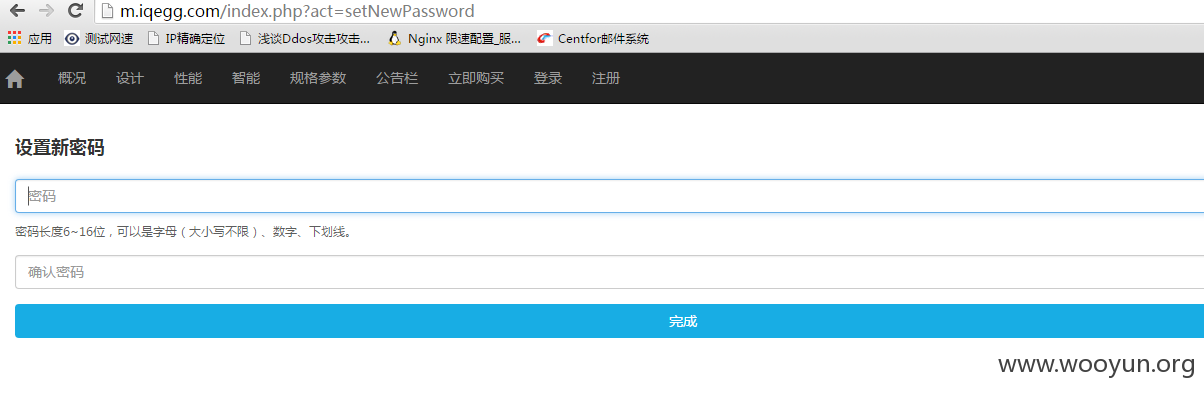 m.iqegg.com/index.php?act=setNewPassword
应用 测试网速 IP精确定位 浅谈Ddos攻击攻击... Nginx 限速配置_服... Centfor邮件系统
概况 设计 性能 智能 规格参数 公告栏 立即购买 登录 注册
设置新密码
密码
密码长度6~16位，可以是字母（大小写不限）、数字、下划线。
确认密码
完成
www.wooyun.org